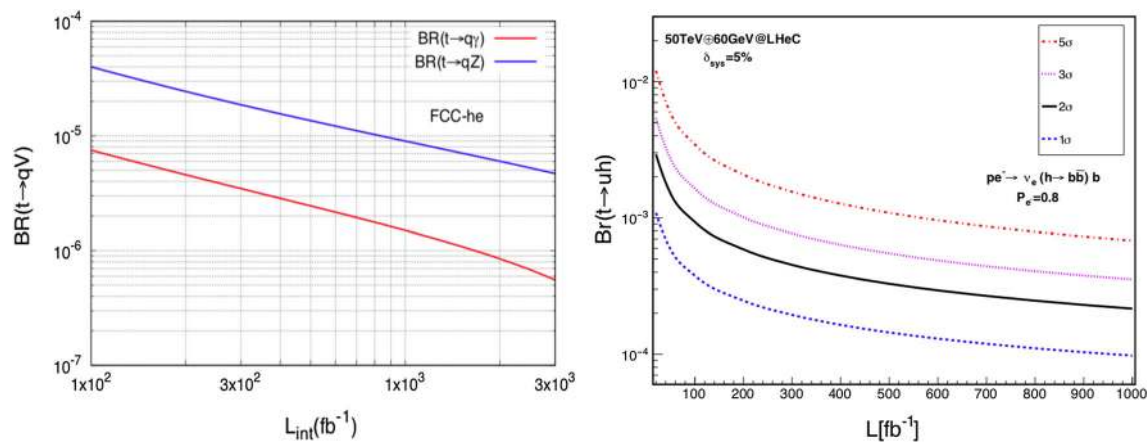 10⁻⁴
BR(t→qγ)
BR(t→qZ)
10⁻⁵
FCC-he
BR(t→qV)
10⁻⁶
10⁻⁷
1x10²
3x10²
1x10³
3x10³
L_int(fb⁻¹)
50TeV⊕60GeV@LHeC
δ_sys=5%
5σ
3σ
2σ
1σ
10⁻²
pe⁻→ ν_e (h→ bb̄) b
P_e⁻=0.8
Br(t→uh)
10⁻³
10⁻⁴
100 200 300 400 500 600 700 800 900 1000
L[fb⁻¹]